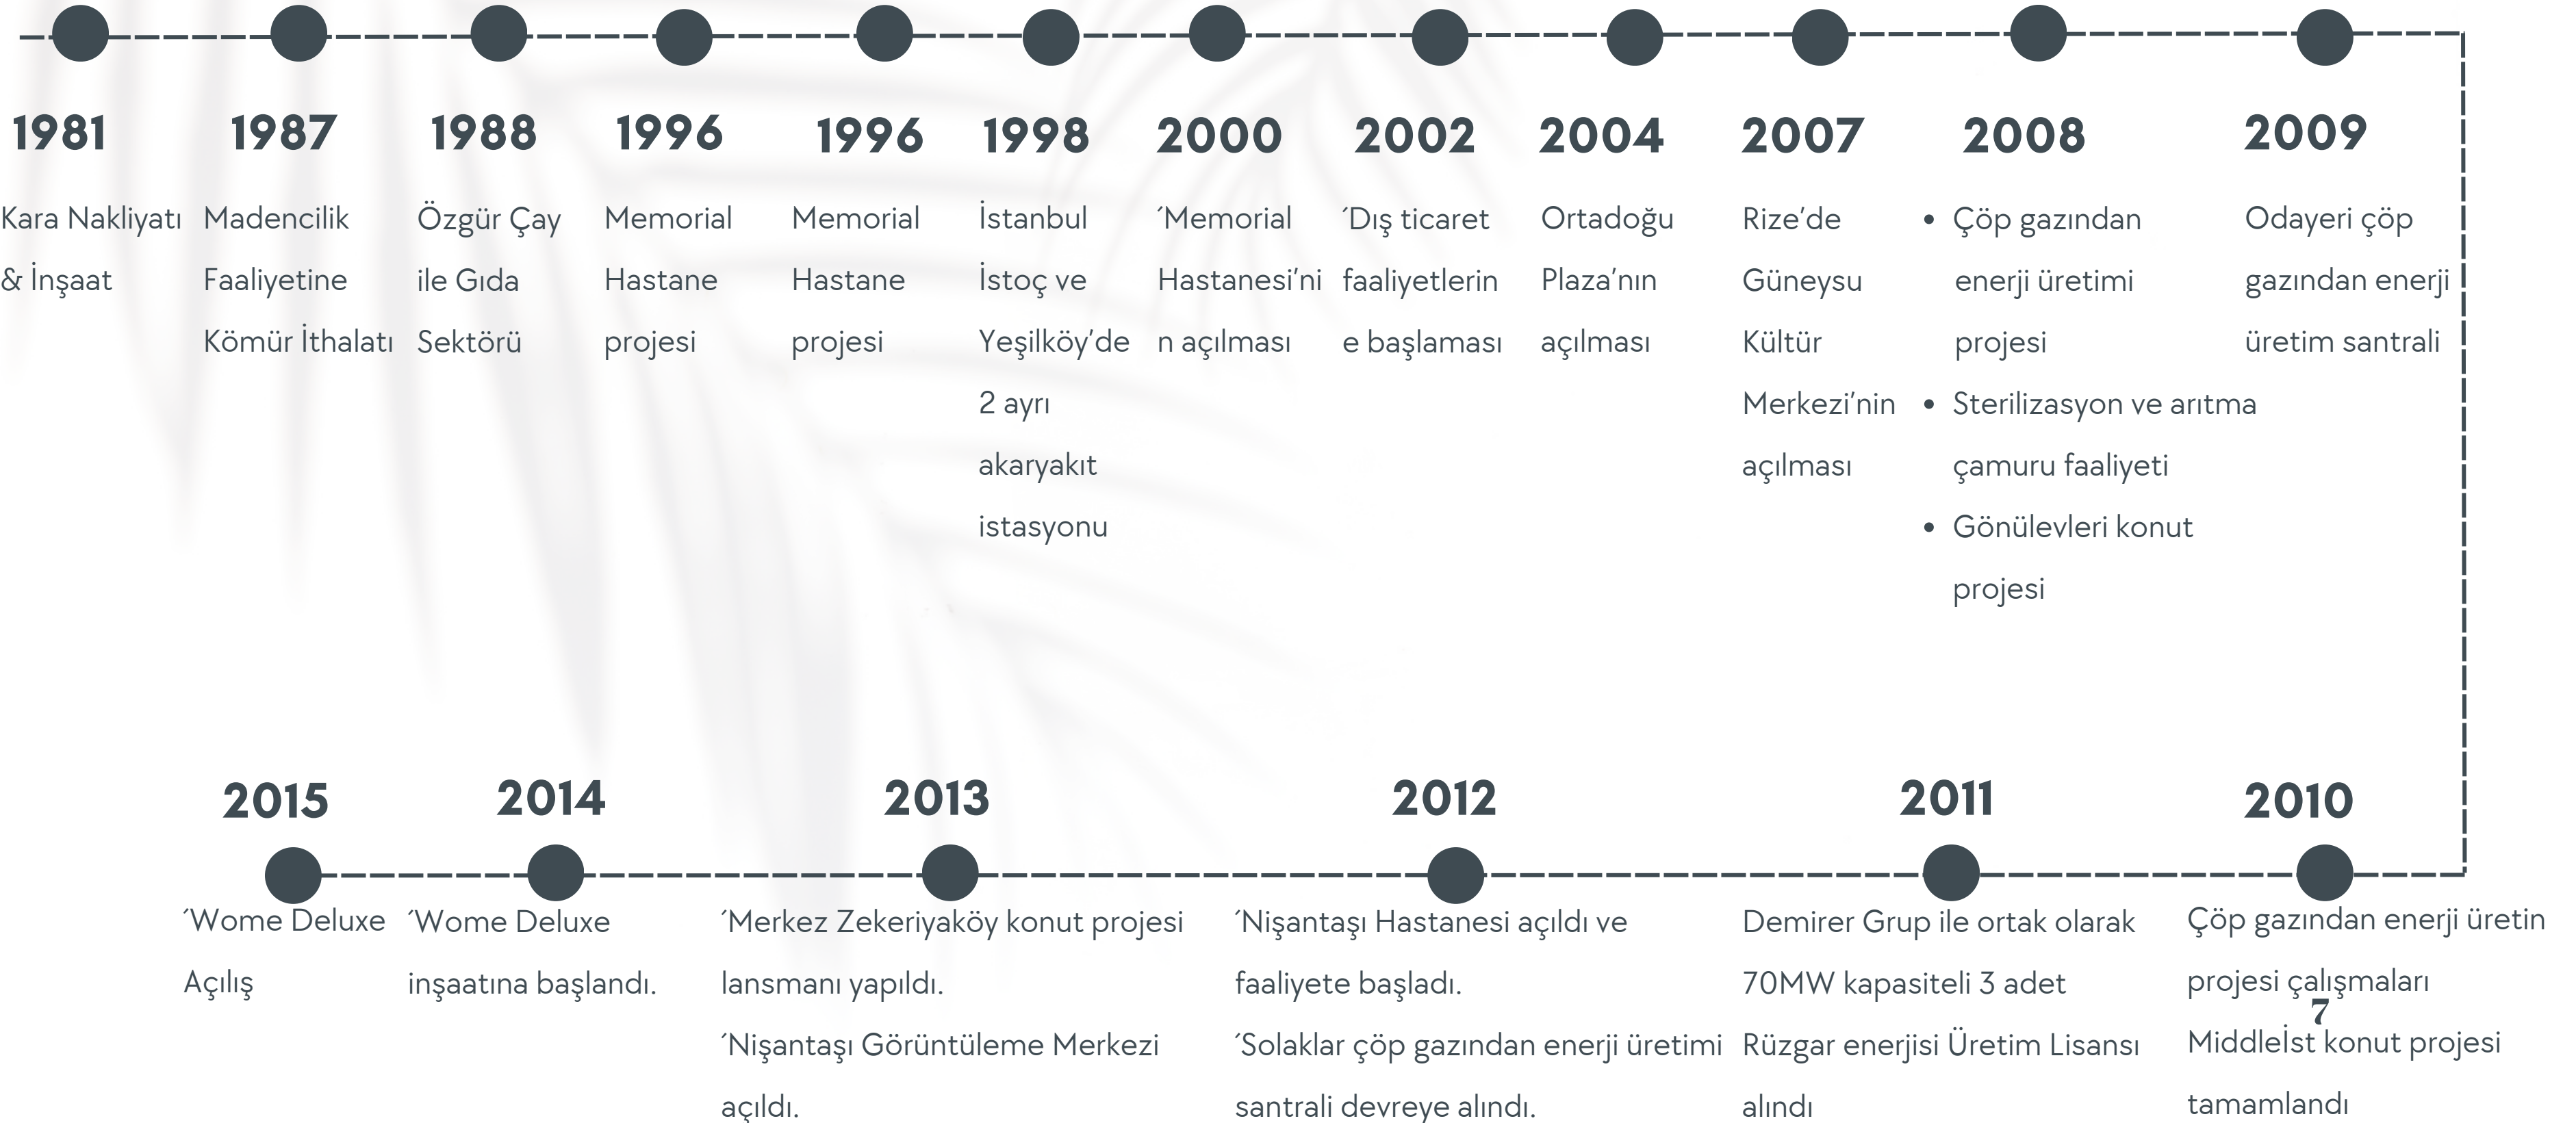 1981
Kara Nakliyatı
& İnşaat
1987
Madencilik
Faaliyetine
Kömür İthalatı
1988
Özgür Çay
ile Gıda
Sektörü
1996
Memorial
Hastane
projesi
1996
Memorial
Hastane
projesi
1998
İstanbul
İstoç ve
Yeşilköy'de
2 ayrı
akaryakıt
istasyonu
2000
´Memorial
Hastanesi'ni
n açılması
2002
´Dış ticaret
faaliyetlerin
e başlaması
2004
Ortadoğu
Plaza'nın
açılması
2007
Rize'de
Güneysu
Kültür
Merkezi'nin
açılması
2008
• Çöp gazından
enerji üretimi
projesi
• Sterilizasyon ve arıtma
çamuru faaliyeti
• Gönülevleri konut
projesi
2009
Odayeri çöp
gazından enerji
üretim santrali
2015
´Wome Deluxe
Açılış
2014
´Wome Deluxe
inşaatına başlandı.
2013
´Merkez Zekeriyaköy konut projesi
lansmanı yapıldı.
´Nişantaşı Görüntüleme Merkezi
açıldı.
2012
´Nişantaşı Hastanesi açıldı ve
faaliyete başladı.
´Solaklar çöp gazından enerji üretimi
santrali devreye alındı.
2011
Demirer Grup ile ortak olarak
70MW kapasiteli 3 adet
Rüzgar enerjisi Üretim Lisansı
alındı
2010
Çöp gazından enerji üretin
projesi çalışmaları
Middleİst konut projesi
tamamlandı
7